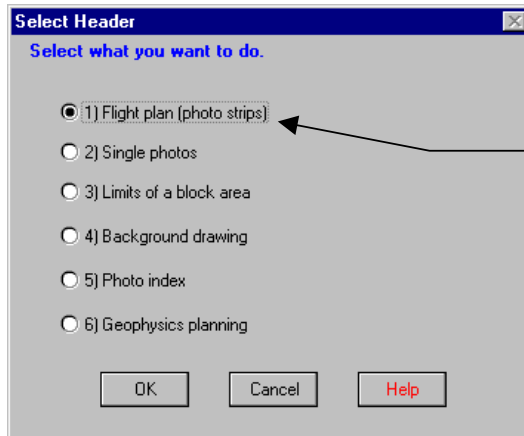 Select Header
Select what you want to do.
1) Flight plan (photo strips)
2) Single photos
3) Limits of a block area
4) Background drawing
5) Photo index
6) Geophysics planning
OK Cancel Help